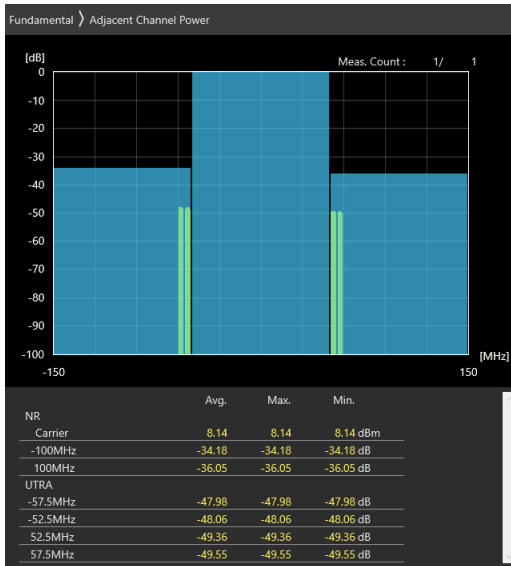 Fundamental 〉 Adjacent Channel Power
[dB] Meas. Count : 1/ 1
0
-10
-20
-30
-40
-50
-60
-70
-80
-90
-100
[MHz]
-150 150
Avg. Max. Min.
NR
Carrier 8.14 8.14 8.14 dBm
-100MHz -34.18 -34.18 -34.18 dB
100MHz -36.05 -36.05 -36.05 dB
UTRA
-57.5MHz -47.98 -47.98 -47.98 dB
-52.5MHz -48.06 -48.06 -48.06 dB
52.5MHz -49.36 -49.36 -49.36 dB
57.5MHz -49.55 -49.55 -49.55 dB